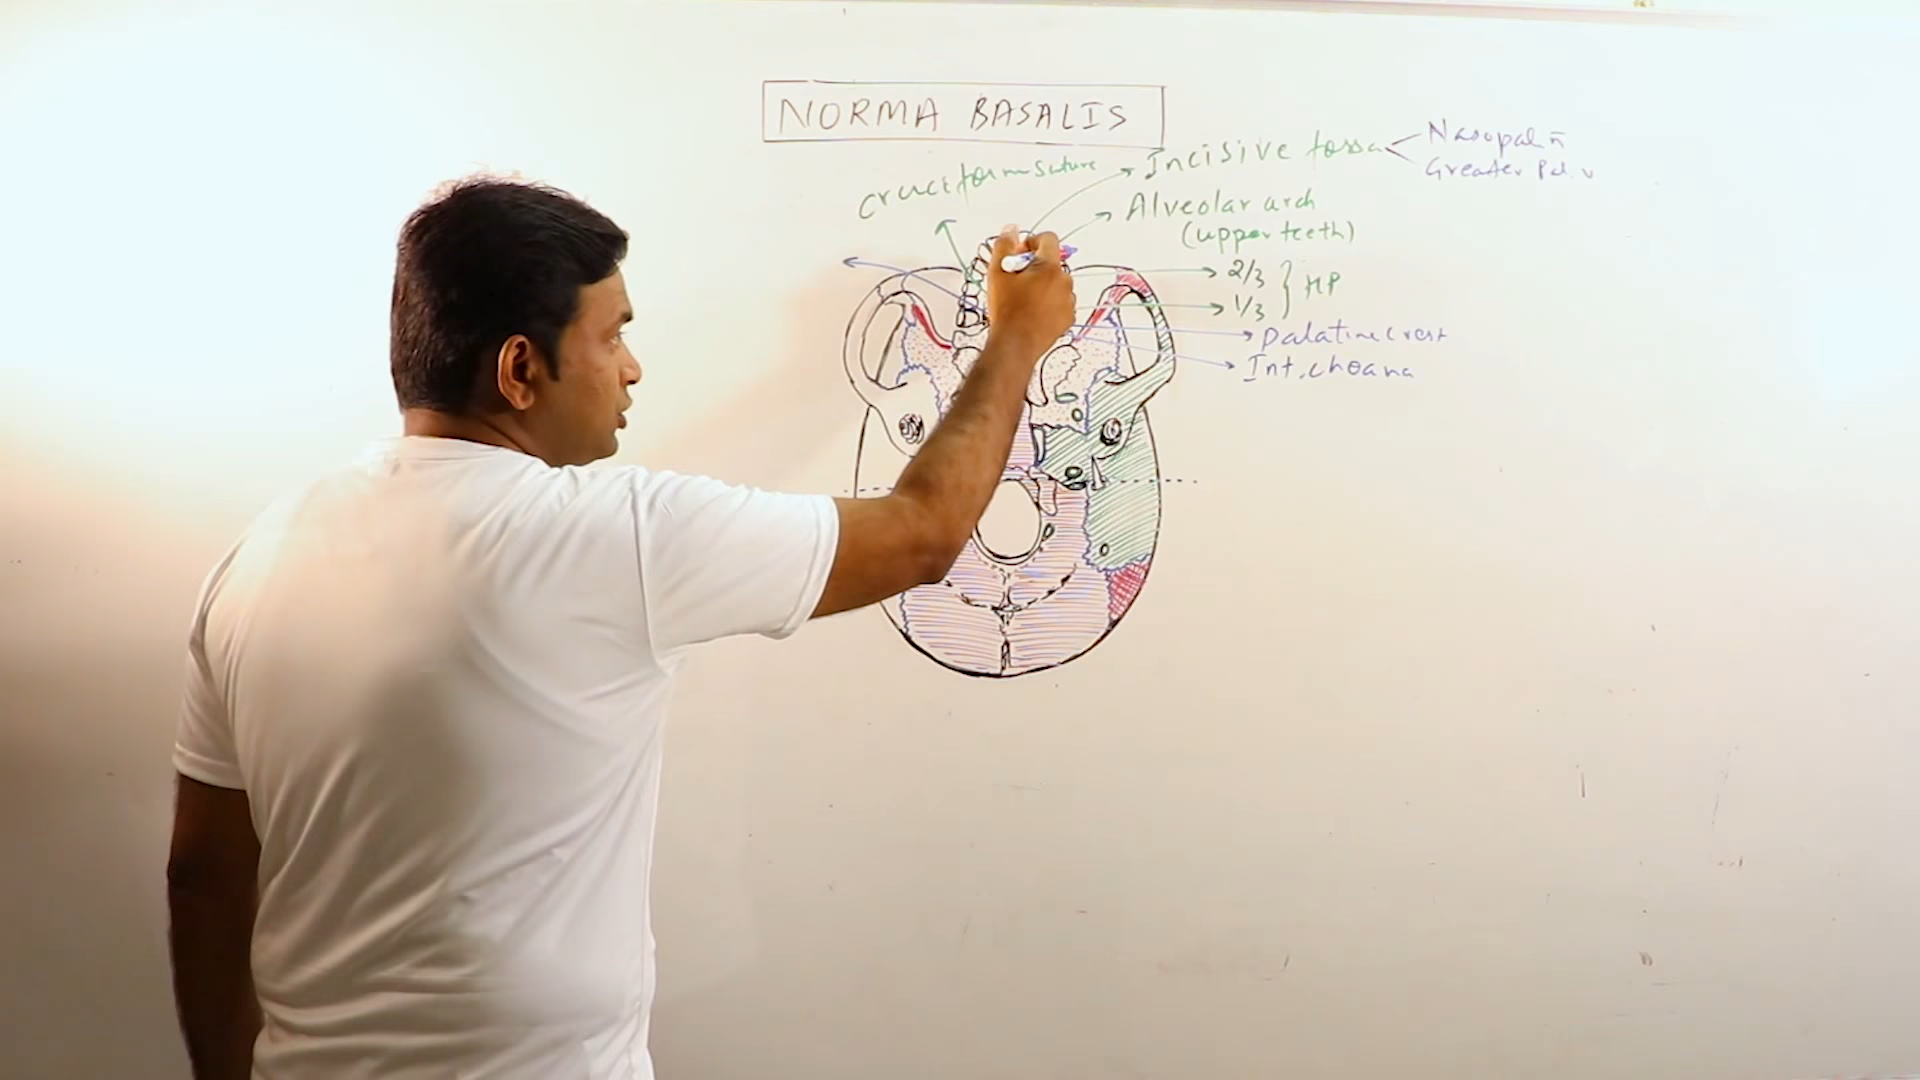 NORMA BASALIS
cruciform suture
Incisive fossa
Nasopal n̄
Greater Pal. v
Alveolar arch
(upper teeth)
2/3
1/3
} HP
Palatine crest
Int. choana